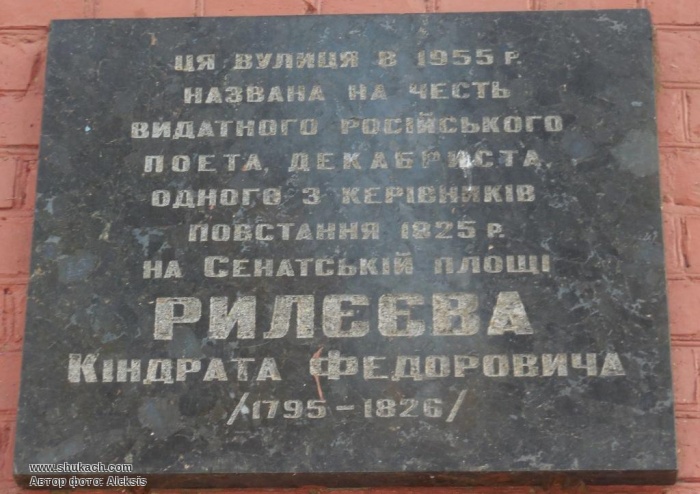 ЦЯ ВУЛИЦЯ В 1955 Р.
НАЗВАНА НА ЧЕСТЬ
ВИДАТНОГО РОСІЙСЬКОГО
ПОЕТА, ДЕКАБРИСТА,
ОДНОГО З КЕРІВНИКІВ
ПОВСТАННЯ 1825 Р.
НА СЕНАТСЬКІЙ ПЛОЩІ
РИЛЄЄВА
КІНДРАТА ФЕДОРОВИЧА
/1795-1826/
www.shukach.com
Автор фото: Aleksis